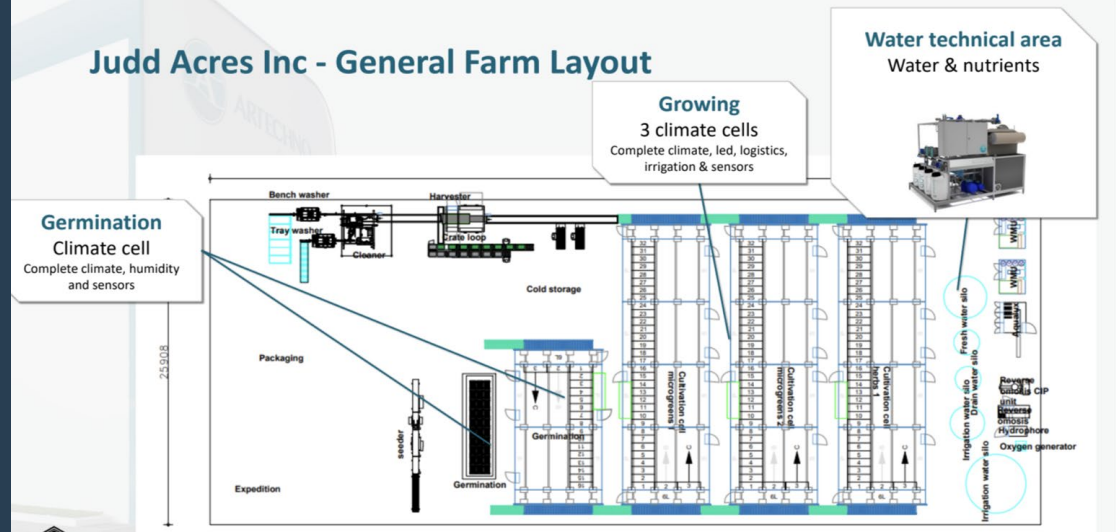 Judd Acres Inc - General Farm Layout
Water technical area
Water & nutrients
Growing
3 climate cells
Complete climate, led, logistics,
irrigation & sensors
Germination
Climate cell
Complete climate, humidity
and sensors
ARTECHNO
Bench washer
Harvester
Tray washer
Crate loop
Cleaner
Cold storage
Packaging
25908
seeder
Expedition
Germination
Germination
Cultivation cell
microgreens 1
Cultivation cell
microgreens 2
Cultivation cell
herbs 1
WMU
WMU
Fresh water silo
Drain water silo
Irrigation water silo
Irrigation water silo
Reverse
osmosis CIP
unit
Reverse
omosis
Hydrophore
Oxygen generator